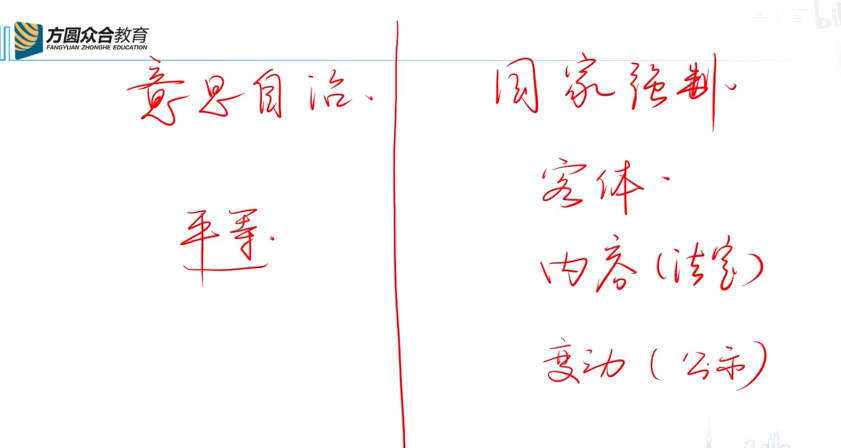 方圆众合教育
FANGYUAN ZHONGHE EDUCATION
意思自治.
平等.
国家强制.
客体.
内容(法定)
变动(公示)